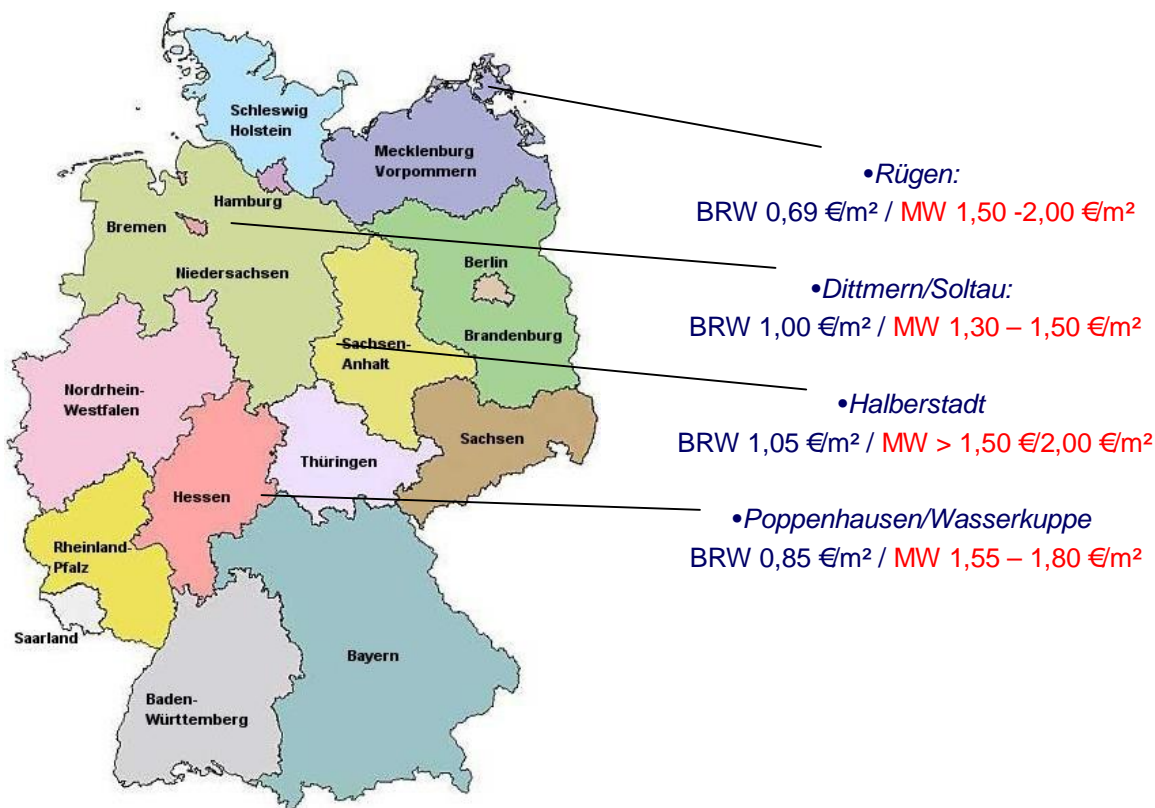 Schleswig
Holstein
Mecklenburg
Vorpommern
Hamburg
Bremen
Niedersachsen
Berlin
Brandenburg
Sachsen-
Anhalt
Nordrhein-
Westfalen
Sachsen
Thüringen
Hessen
Rheinland-
Pfalz
Saarland
Bayern
Baden-
Württemberg
•Rügen:
BRW 0,69 €/m² / MW 1,50 -2,00 €/m²
•Dittmern/Soltau:
BRW 1,00 €/m² / MW 1,30 – 1,50 €/m²
•Halberstadt
BRW 1,05 €/m² / MW > 1,50 €/2,00 €/m²
•Poppenhausen/Wasserkuppe
BRW 0,85 €/m² / MW 1,55 – 1,80 €/m²